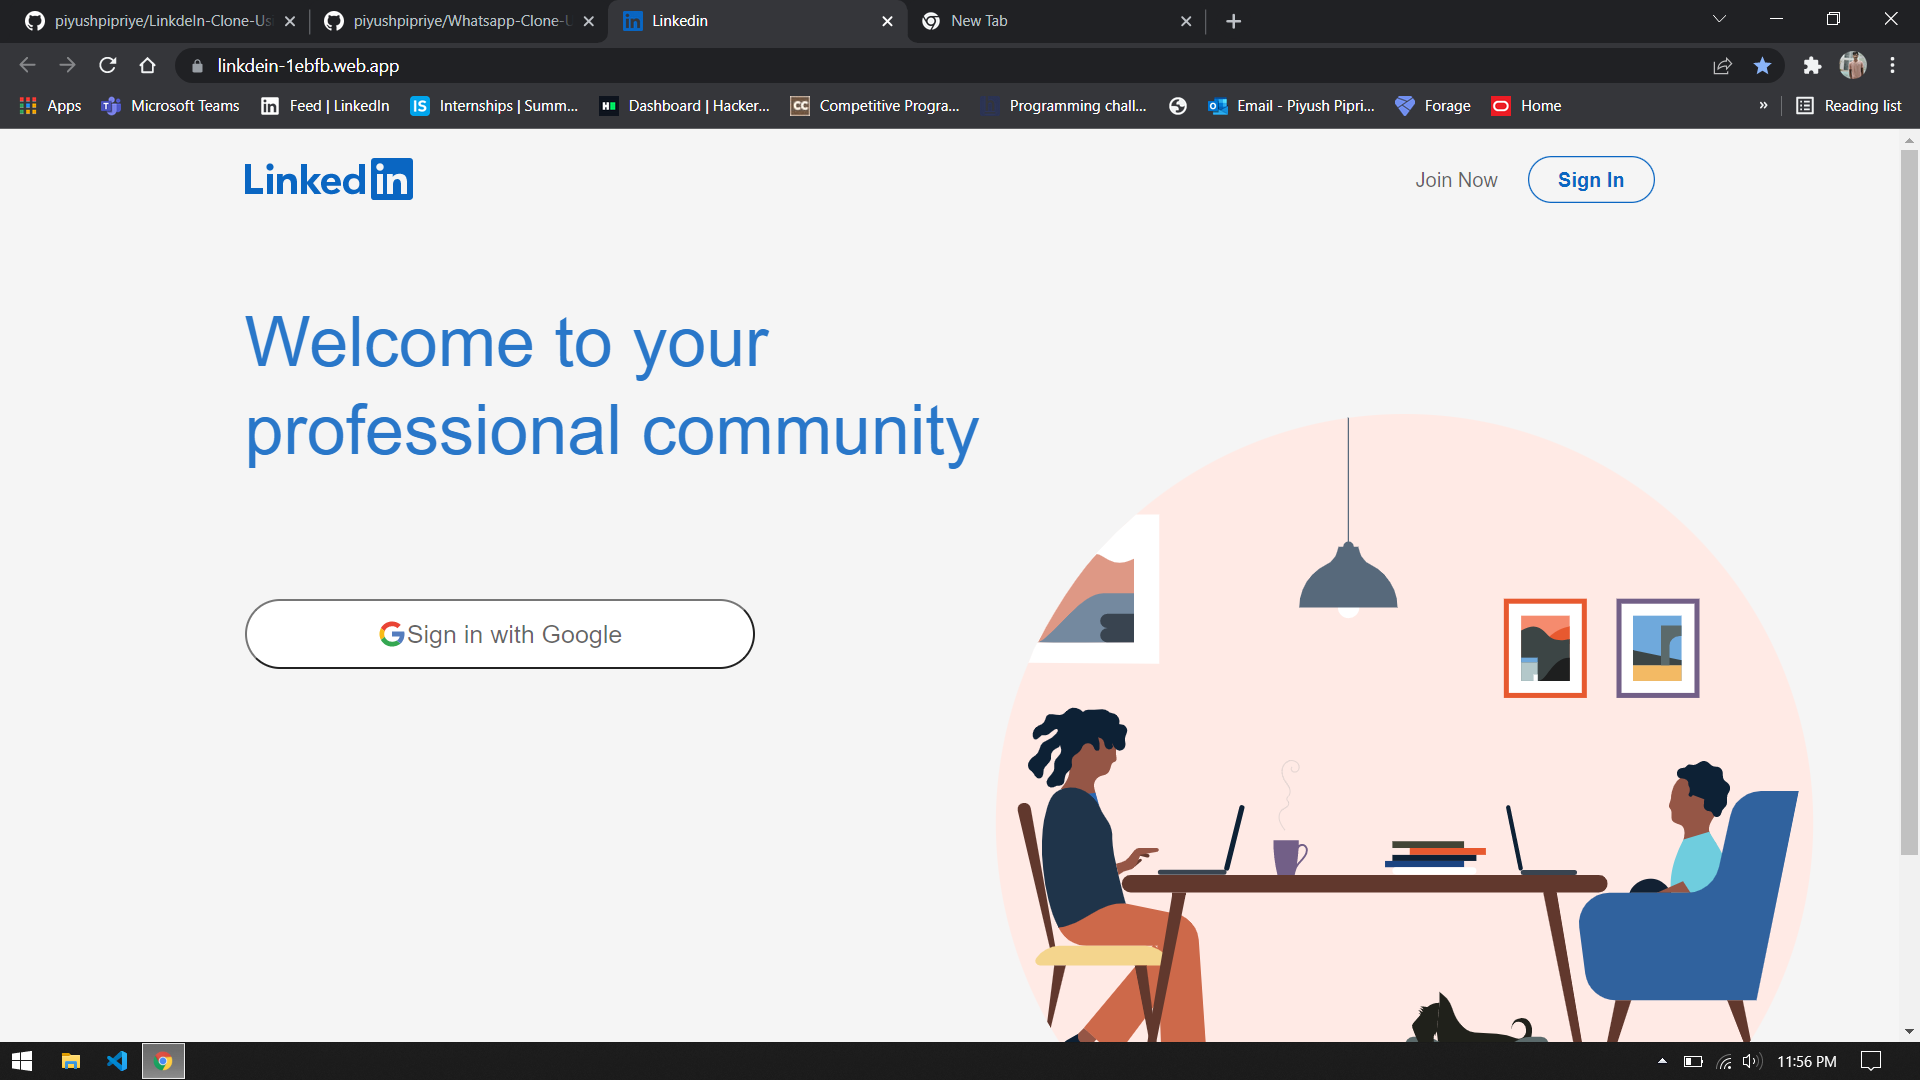 piyushpipriye/LinkdeIn-Clone-Usi
piyushpipriye/Whatsapp-Clone-U
Linkedin
New Tab
linkdein-1ebfb.web.app
Apps
Microsoft Teams
Feed | LinkedIn
Internships | Summ...
Dashboard | Hacker...
Competitive Progra...
Programming chall...
Email - Piyush Pipri...
Forage
Home
»
Reading list
Linkedin
Join Now
Sign In
Welcome to your
professional community
Sign in with Google
11:56 PM